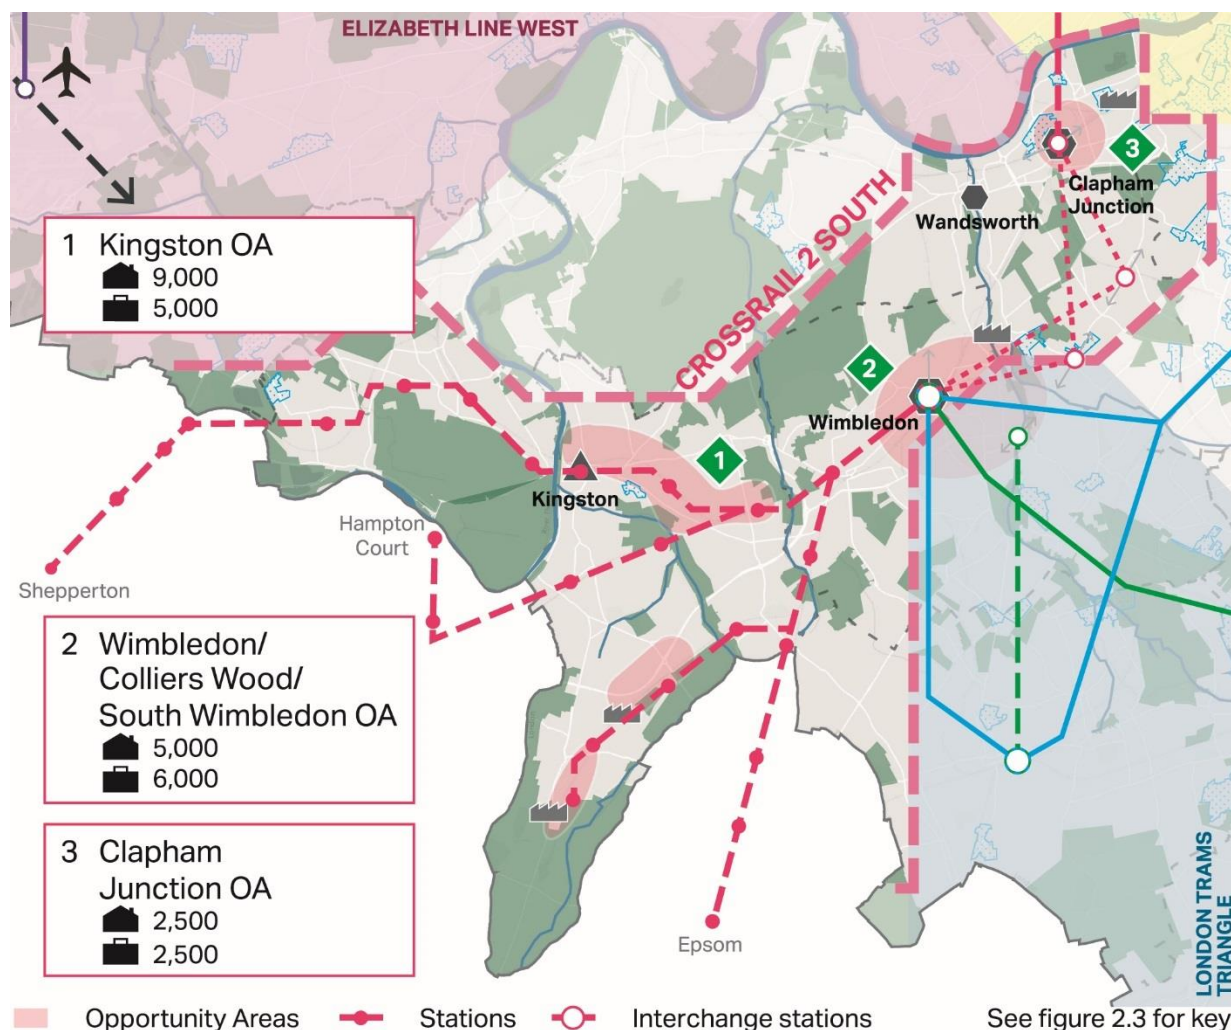 ELIZABETH LINE WEST
1 Kingston OA
9,000
5,000
CROSSRAIL 2 SOUTH
3
Clapham
Junction
Wandsworth
2
Wimbledon
1
Kingston
Hampton
Court
Shepperton
2 Wimbledon/
Colliers Wood/
South Wimbledon OA
5,000
6,000
3 Clapham
Junction OA
2,500
2,500
Epsom
LONDON TRAMS
TRIANGLE
Opportunity Areas
Stations
Interchange stations
See figure 2.3 for key